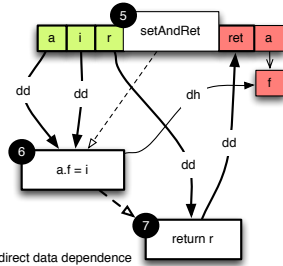 5
a i r setAndRet ret a
f
dd dd dh
6
a.f = i
dd dd
7
return r
direct data dependence